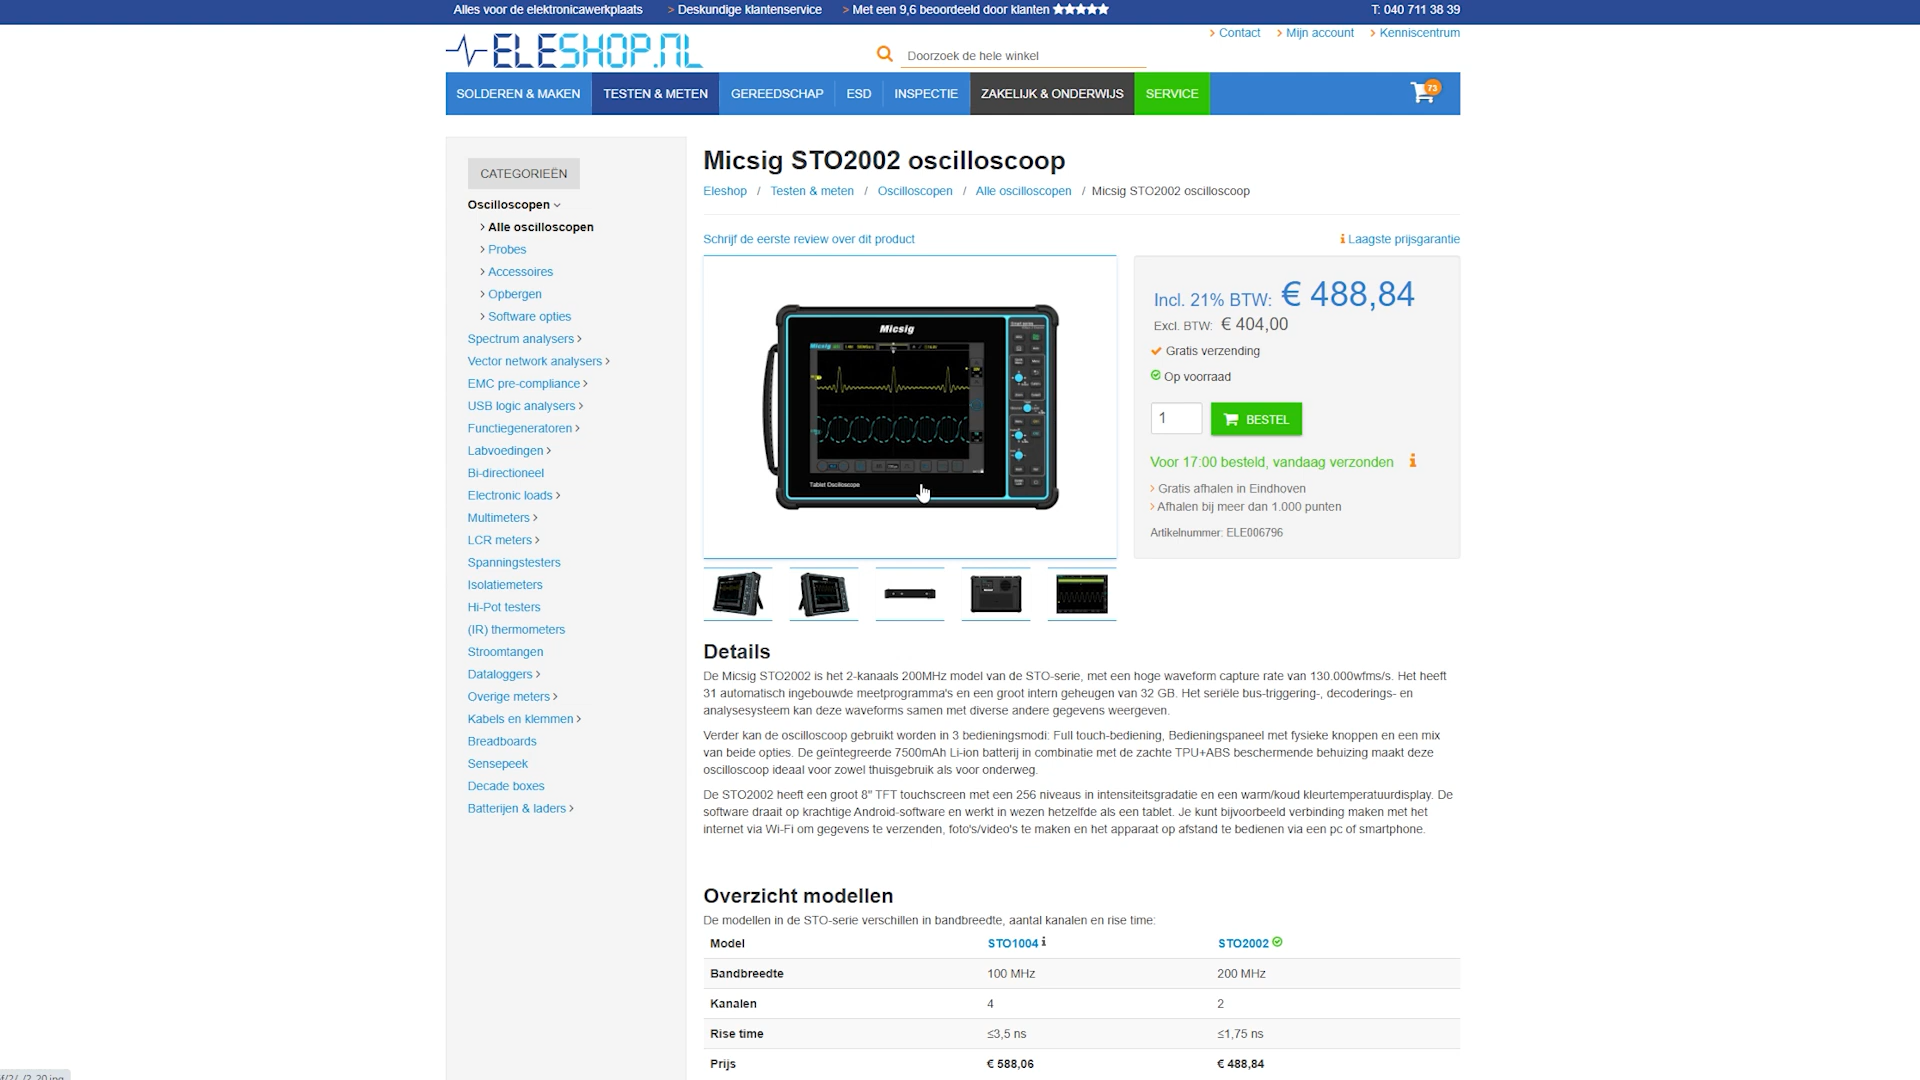 Alles voor de elektronicawerkplaats > Deskundige klantenservice > Met een 9,6 beoordeeld door klanten ★★★★★ T: 040 711 38 39
> Contact > Mijn account > Kenniscentrum
ELESHOP.NL
Doorzoek de hele winkel
SOLDEREN & MAKEN TESTEN & METEN GEREEDSCHAP ESD INSPECTIE ZAKELIJK & ONDERWIJS SERVICE 73
CATEGORIEËN
Oscilloscopen
> Alle oscilloscopen
> Probes
> Accessoires
> Opbergen
> Software opties
Spectrum analysers >
Vector network analysers >
EMC pre-compliance >
USB logic analysers >
Functiegeneratoren >
Labvoedingen >
Bi-directioneel
Electronic loads >
Multimeters >
LCR meters >
Spanningstesters
Isolatiemeters
Hi-Pot testers
(IR) thermometers
Stroomtangen
Dataloggers >
Overige meters >
Kabels en klemmen >
Breadboards
Sensepeek
Decade boxes
Batterijen & laders >
Micsig STO2002 oscilloscoop
Eleshop / Testen & meten / Oscilloscopen / Alle oscilloscopen / Micsig STO2002 oscilloscoop
Schrijf de eerste review over dit product
i Laagste prijsgarantie
Micsig
Micsig
Tablet Oscilloscope
Incl. 21% BTW: € 488,84
Excl. BTW: € 404,00
Gratis verzending
Op voorraad
1 BESTEL
Voor 17:00 besteld, vandaag verzonden i
> Gratis afhalen in Eindhoven
> Afhalen bij meer dan 1.000 punten
Artikelnummer: ELE006796
Details
De Micsig STO2002 is het 2-kanaals 200MHz model van de STO-serie, met een hoge waveform capture rate van 130.000wfms/s. Het heeft
31 automatisch ingebouwde meetprogramma's en een groot intern geheugen van 32 GB. Het seriële bus-triggering-, decoderings- en
analysesysteem kan deze waveforms samen met diverse andere gegevens weergeven.
Verder kan de oscilloscoop gebruikt worden in 3 bedieningsmodi: Full touch-bediening, Bedieningspaneel met fysieke knoppen en een mix
van beide opties. De geïntegreerde 7500mAh Li-ion batterij in combinatie met de zachte TPU+ABS beschermende behuizing maakt deze
oscilloscoop ideaal voor zowel thuisgebruik als voor onderweg.
De STO2002 heeft een groot 8" TFT touchscreen met een 256 niveaus in intensiteitsgradatie en een warm/koud kleurtemperatuurdisplay. De
software draait op krachtige Android-software en werkt in wezen hetzelfde als een tablet. Je kunt bijvoorbeeld verbinding maken met het
internet via Wi-Fi om gegevens te verzenden, foto's/video's te maken en het apparaat op afstand te bedienen via een pc of smartphone.
Overzicht modellen
De modellen in de STO-serie verschillen in bandbreedte, aantal kanalen en rise time:
Model STO1004 i STO2002
Bandbreedte 100 MHz 200 MHz
Kanalen 4 2
Rise time ≤3,5 ns ≤1,75 ns
Prijs € 588,06 € 488,84